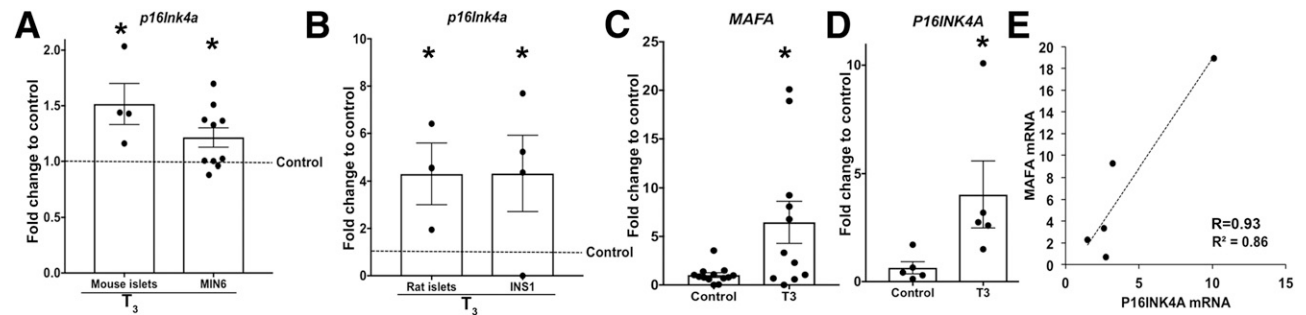 A
p16Ink4a
Fold change to control
2.0
1.5
1.0
0.5
0.0
*
*
Control
Mouse islets
MIN6
T3
B
p16Ink4a
Fold change to control
10
8
6
4
2
0
*
*
Control
Rat islets
INS1
T3
C
MAFA
Fold change to control
25
20
15
10
5
0
*
Control
T3
D
P16INK4A
Fold change to control
10
5
0
*
Control
T3
E
MAFA mRNA
20
18
16
14
12
10
8
6
4
2
0
R=0.93
R² = 0.86
0
5
10
15
P16INK4A mRNA